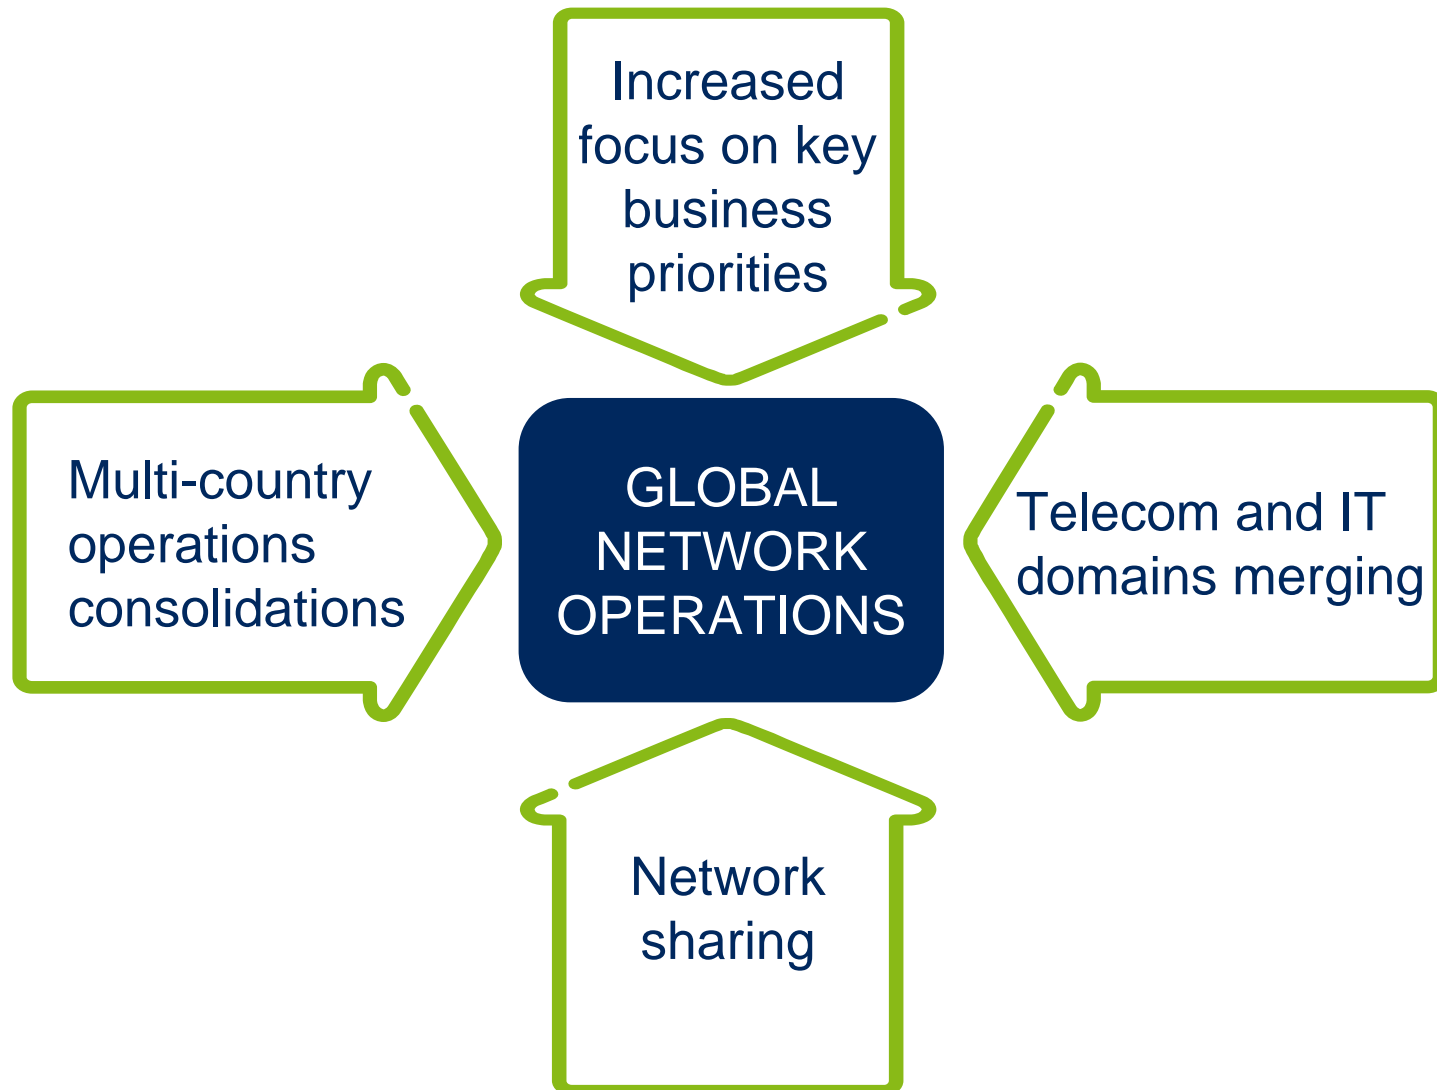 Increased
focus on key
business
priorities
Multi-country
operations
consolidations
GLOBAL
NETWORK
OPERATIONS
Telecom and IT
domains merging
Network
sharing